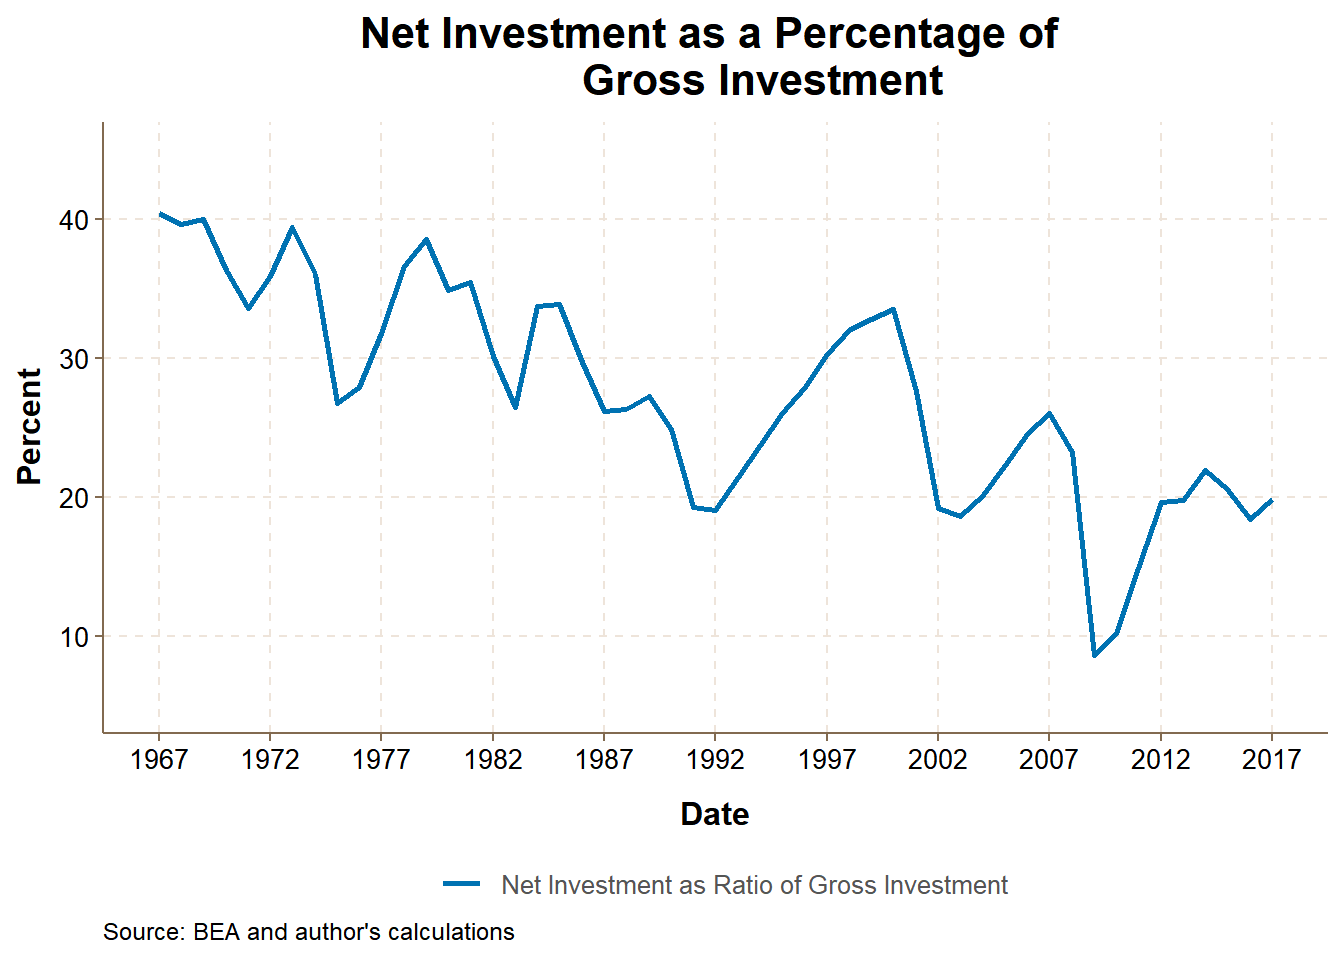 Net Investment as a Percentage of
Gross Investment
Percent
40
30
20
10
1967 1972 1977 1982 1987 1992 1997 2002 2007 2012 2017
Date
Net Investment as Ratio of Gross Investment
Source: BEA and author's calculations